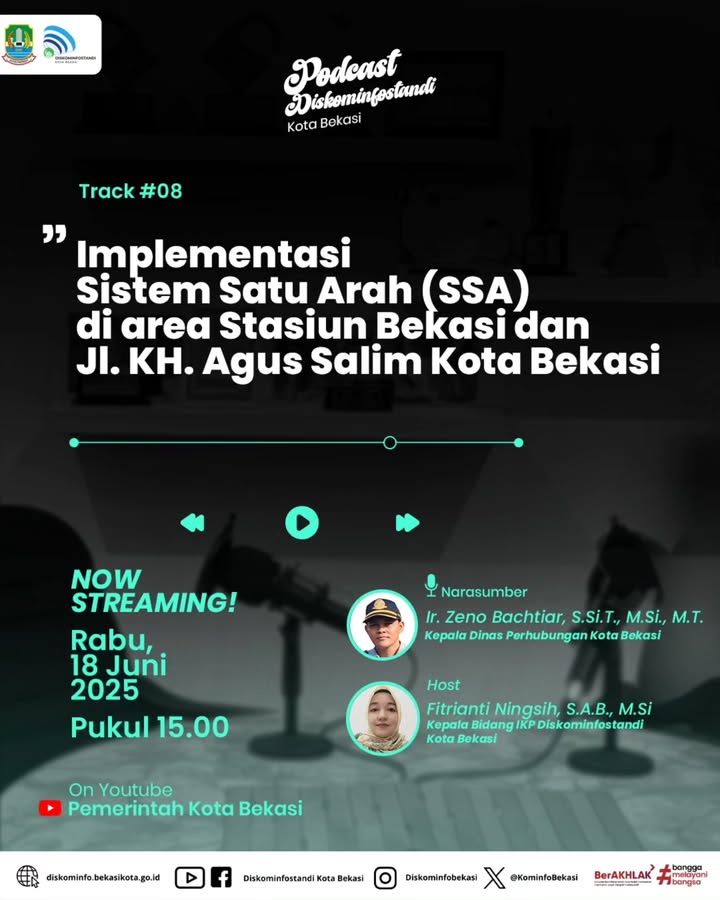 DISKOMINFOSTANDI
KOTA BEKASI
Podcast
Diskominfostandi
Kota Bekasi
Track #08
”
Implementasi
Sistem Satu Arah (SSA)
di area Stasiun Bekasi dan
Jl. KH. Agus Salim Kota Bekasi
NOW
STREAMING!
Rabu,
18 Juni
2025
Pukul 15.00
Narasumber
Ir. Zeno Bachtiar, S.Si.T., M.Si., M.T.
Kepala Dinas Perhubungan Kota Bekasi
Host
Fitrianti Ningsih, S.A.B., M.Si
Kepala Bidang IKP Diskominfostandi
Kota Bekasi
On Youtube
Pemerintah Kota Bekasi
diskominfo.bekasikota.go.id
Diskominfostandi Kota Bekasi
Diskominfobekasi
@KominfoBekasi
BerAKHLAK
#bangga
melayani
bangsa